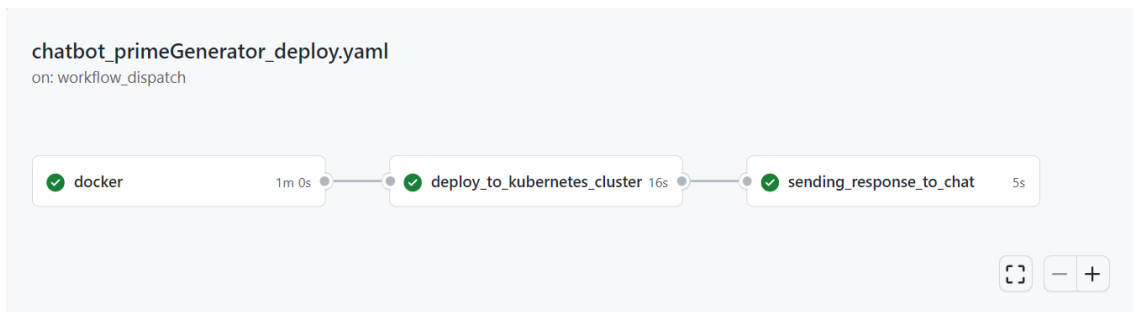 chatbot_primeGenerator_deploy.yaml
on: workflow_dispatch
docker 1m 0s
deploy_to_kubernetes_cluster 16s
sending_response_to_chat 5s